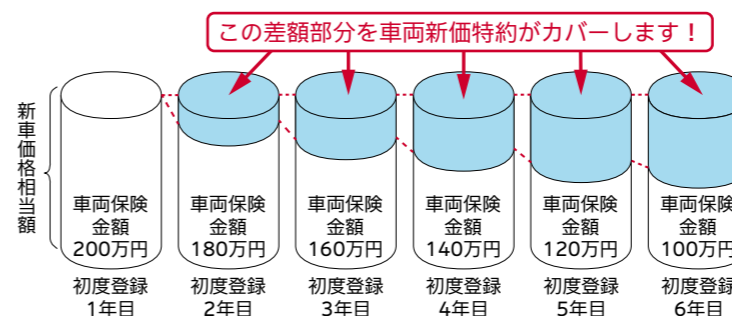 この差額部分を車両新価特約がカバーします！
新車価格相当額
車両保険
金額
200万円
車両保険
金額
180万円
車両保険
金額
160万円
車両保険
金額
140万円
車両保険
金額
120万円
車両保険
金額
100万円
初度登録
1年目
初度登録
2年目
初度登録
3年目
初度登録
4年目
初度登録
5年目
初度登録
6年目